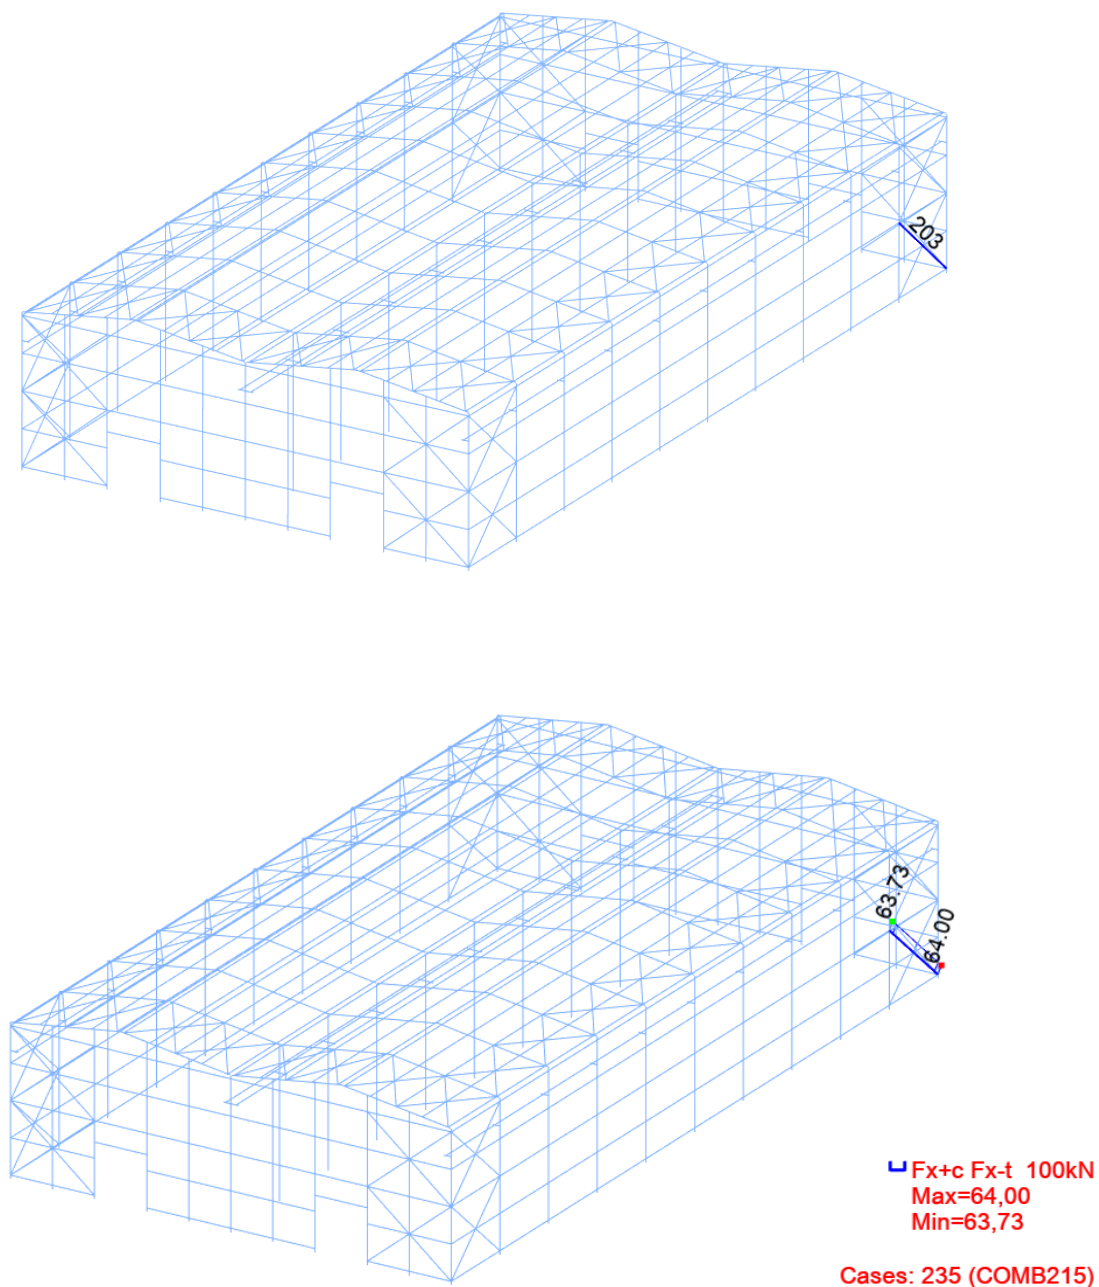 203
63.73
64.00
Fx+c Fx-t 100kN
Max=64,00
Min=63,73
Cases: 235 (COMB215)